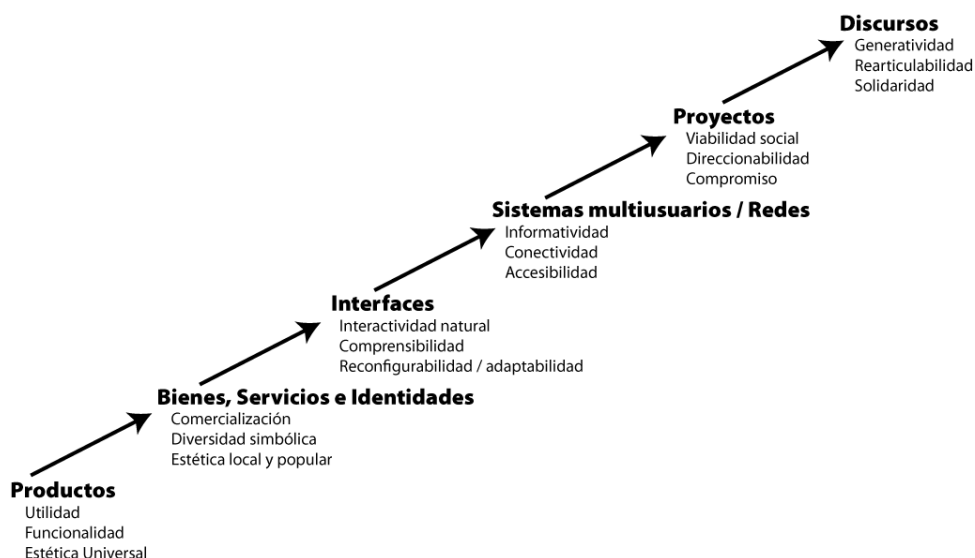 Discursos
Generatividad
Rearticulabilidad
Solidaridad
Proyectos
Viabilidad social
Direccionabilidad
Compromiso
Sistemas multiusuarios / Redes
Informatividad
Conectividad
Accesibilidad
Interfaces
Interactividad natural
Comprensibilidad
Reconfigurabilidad / adaptabilidad
Bienes, Servicios e Identidades
Comercialización
Diversidad simbólica
Estética local y popular
Productos
Utilidad
Funcionalidad
Estética Universal